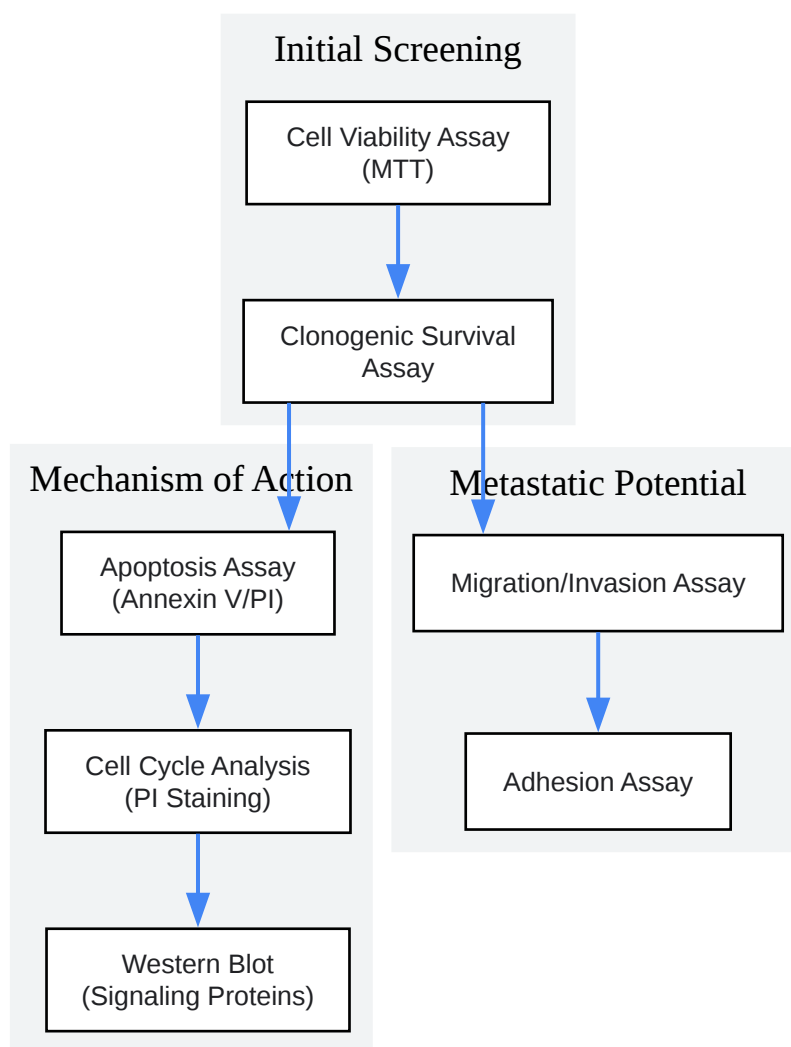 Initial Screening
Cell Viability Assay
(MTT)
Clonogenic Survival
Assay
Mechanism of Action
Apoptosis Assay
(Annexin V/PI)
Cell Cycle Analysis
(PI Staining)
Western Blot
(Signaling Proteins)
Metastatic Potential
Migration/Invasion Assay
Adhesion Assay